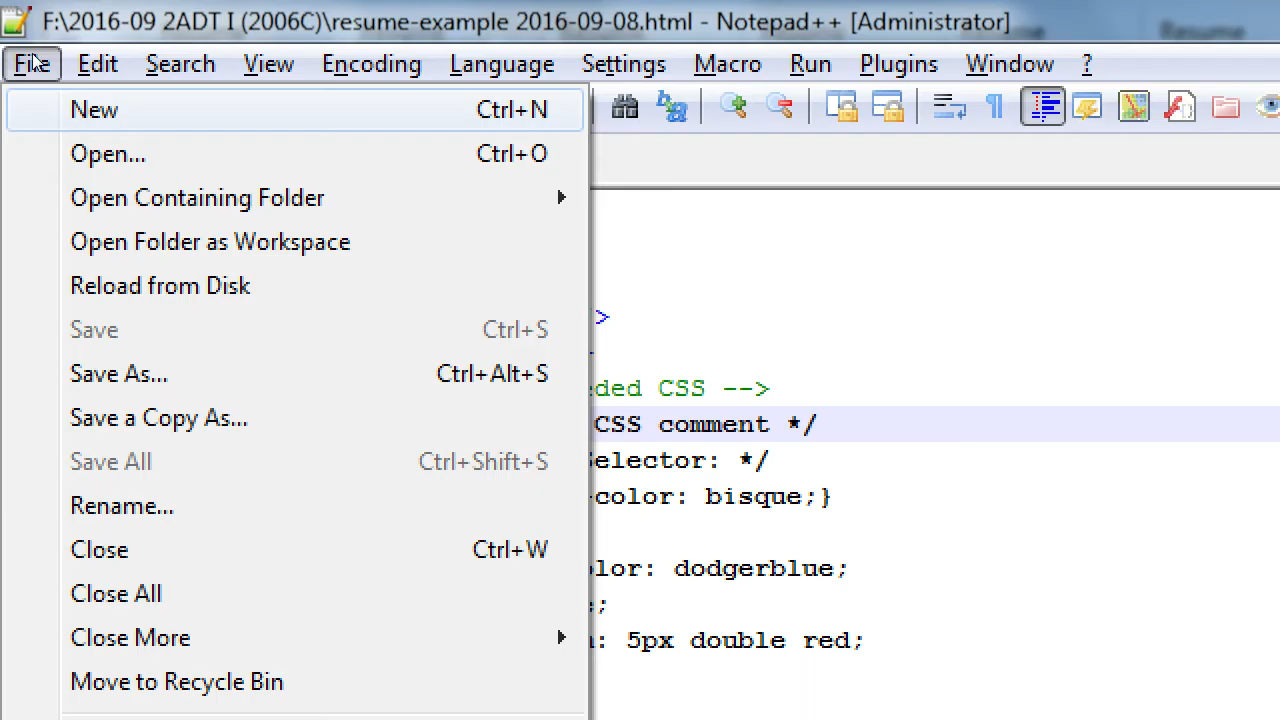 F:\2016-09 2ADT I (2006C)\resume-example 2016-09-08.html - Notepad++ [Administrator]
File Edit Search View Encoding Language Settings Macro Run Plugins Window ?
New Ctrl+N
Open... Ctrl+O
Open Containing Folder
Open Folder as Workspace
Reload from Disk
>
Save Ctrl+S
Save As... Ctrl+Alt+S
ded CSS -->
Save a Copy As...
CSS comment */
Save All Ctrl+Shift+S
Selector: */
Rename...
-color: bisque;}
Close Ctrl+W
lor: dodgerblue;
Close All
;
Close More
: 5px double red;
Move to Recycle Bin